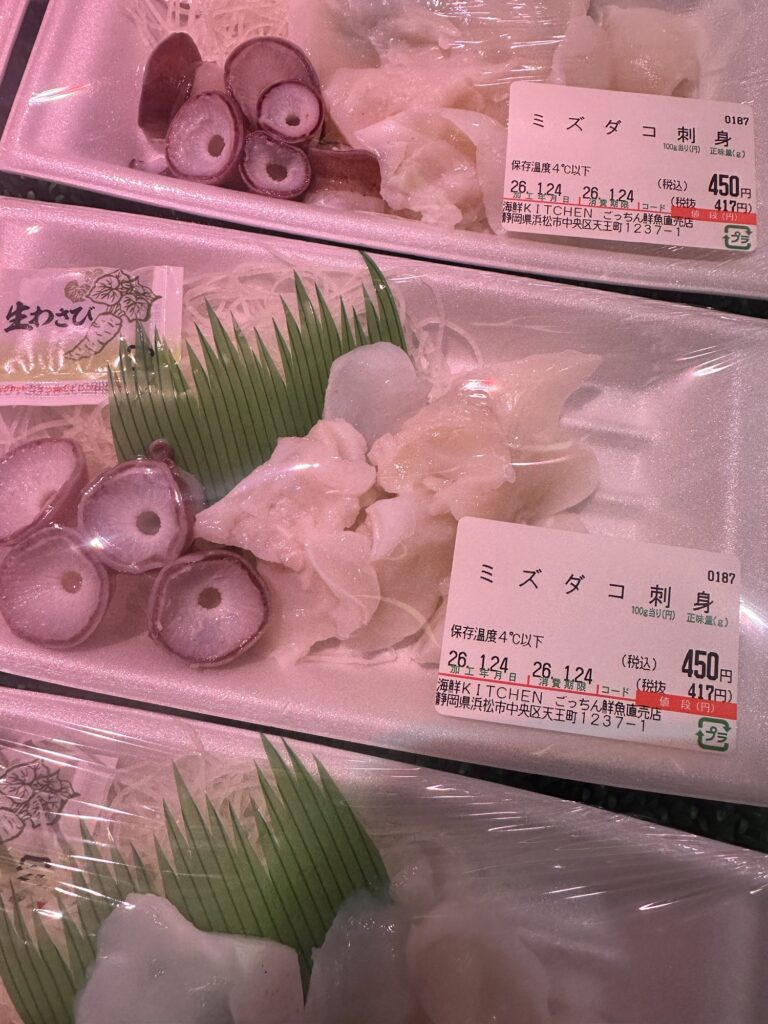 0187
ミズダコ刺身
100g当り(円) 正味量(g)
保存温度4℃以下
26.1.24 26.1.24 (税込) 450円
(税抜 417円)
加工年月日 消費期限 コード 値段(円)
海鮮KITCHEN ごっちん鮮魚直売店
静岡県浜松市中央区天王町1237-1
プラ
生わさび
0187
ミズダコ刺身
100g当り(円) 正味量(g)
保存温度4℃以下
26.1.24 26.1.24 (税込) 450円
(税抜 417円)
加工年月日 消費期限 コード 値段(円)
海鮮KITCHEN ごっちん鮮魚直売店
静岡県浜松市中央区天王町1237-1
プラ